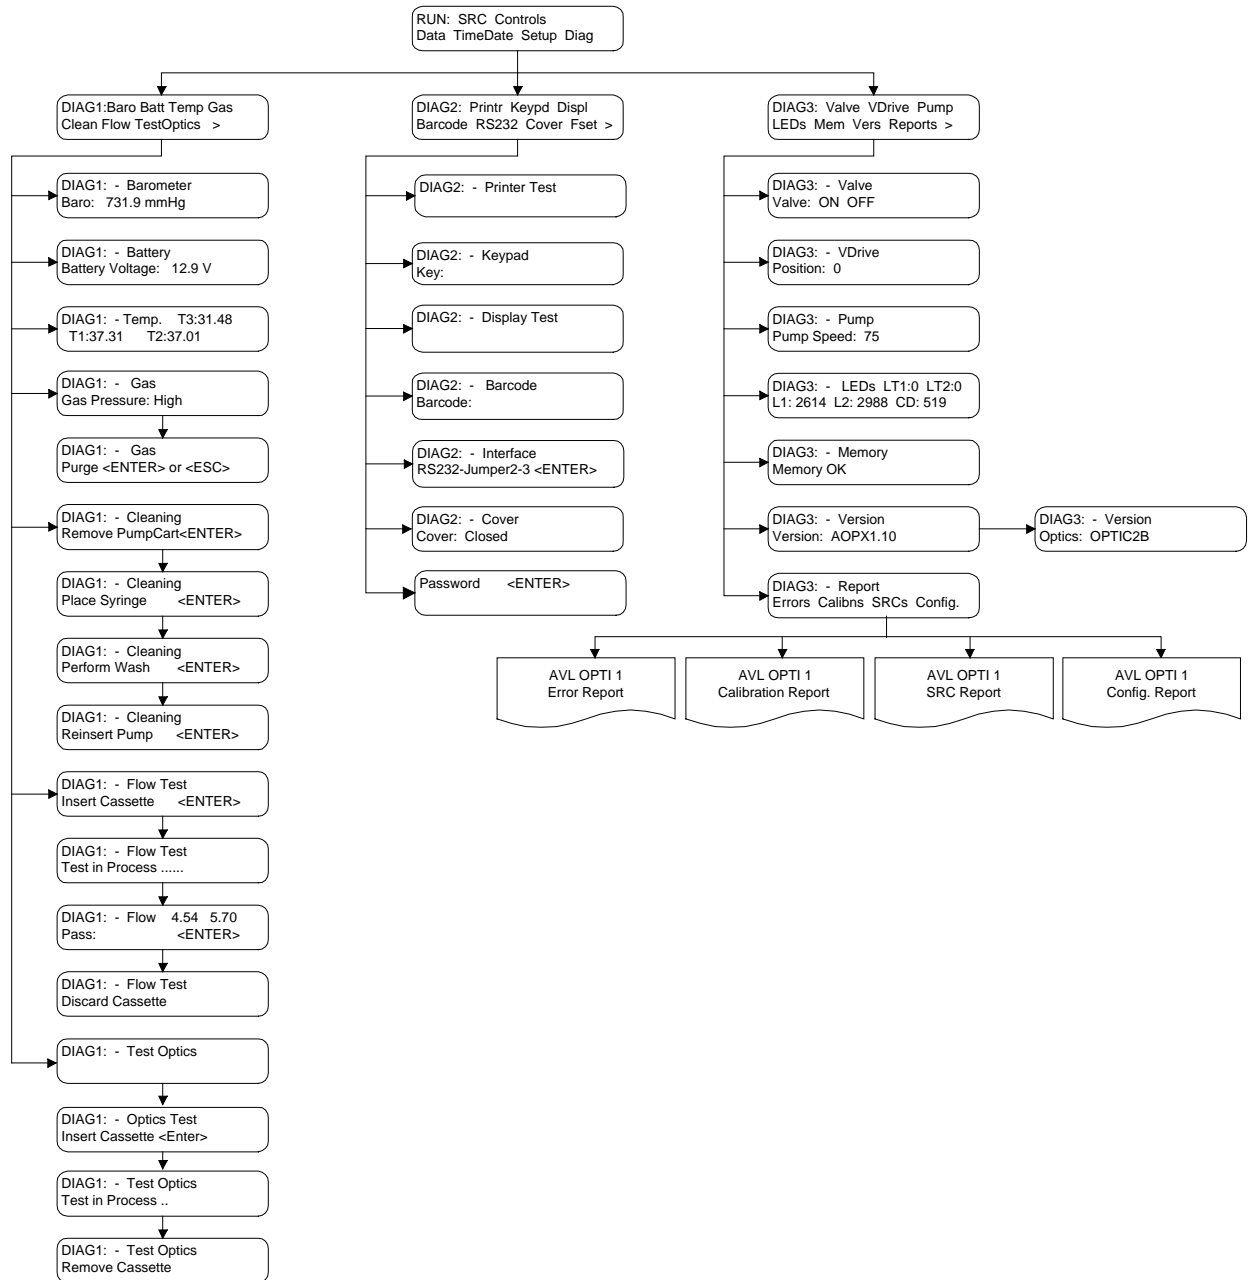 RUN: SRC Controls
Data TimeDate Setup Diag
DIAG1:Baro Batt Temp Gas
Clean Flow TestOptics >
DIAG1: - Barometer
Baro: 731.9 mmHg
DIAG1: - Battery
Battery Voltage: 12.9 V
DIAG1: - Temp. T3:31.48
T1:37.31 T2:37.01
DIAG1: - Gas
Gas Pressure: High
DIAG1: - Gas
Purge <ENTER> or <ESC>
DIAG1: - Cleaning
Remove PumpCart<ENTER>
DIAG1: - Cleaning
Place Syringe <ENTER>
DIAG1: - Cleaning
Perform Wash <ENTER>
DIAG1: - Cleaning
Reinsert Pump <ENTER>
DIAG1: - Flow Test
Insert Cassette <ENTER>
DIAG1: - Flow Test
Test in Process ......
DIAG1: - Flow 4.54 5.70
Pass: <ENTER>
DIAG1: - Flow Test
Discard Cassette
DIAG1: - Test Optics
DIAG1: - Optics Test
Insert Cassette <Enter>
DIAG1: - Test Optics
Test in Process ..
DIAG1: - Test Optics
Remove Cassette
DIAG2: Printr Keypd Displ
Barcode RS232 Cover Fset >
DIAG2: - Printer Test
DIAG2: - Keypad
Key:
DIAG2: - Display Test
DIAG2: - Barcode
Barcode:
DIAG2: - Interface
RS232-Jumper2-3 <ENTER>
DIAG2: - Cover
Cover: Closed
Password <ENTER>
DIAG3: Valve VDrive Pump
LEDs Mem Vers Reports >
DIAG3: - Valve
Valve: ON OFF
DIAG3: - VDrive
Position: 0
DIAG3: - Pump
Pump Speed: 75
DIAG3: - LEDs LT1:0 LT2:0
L1: 2614 L2: 2988 CD: 519
DIAG3: - Memory
Memory OK
DIAG3: - Version
Version: AOPX1.10
DIAG3: - Version
Optics: OPTIC2B
DIAG3: - Report
Errors Calibns SRCs Config.
AVL OPTI 1
Error Report
AVL OPTI 1
Calibration Report
AVL OPTI 1
SRC Report
AVL OPTI 1
Config. Report